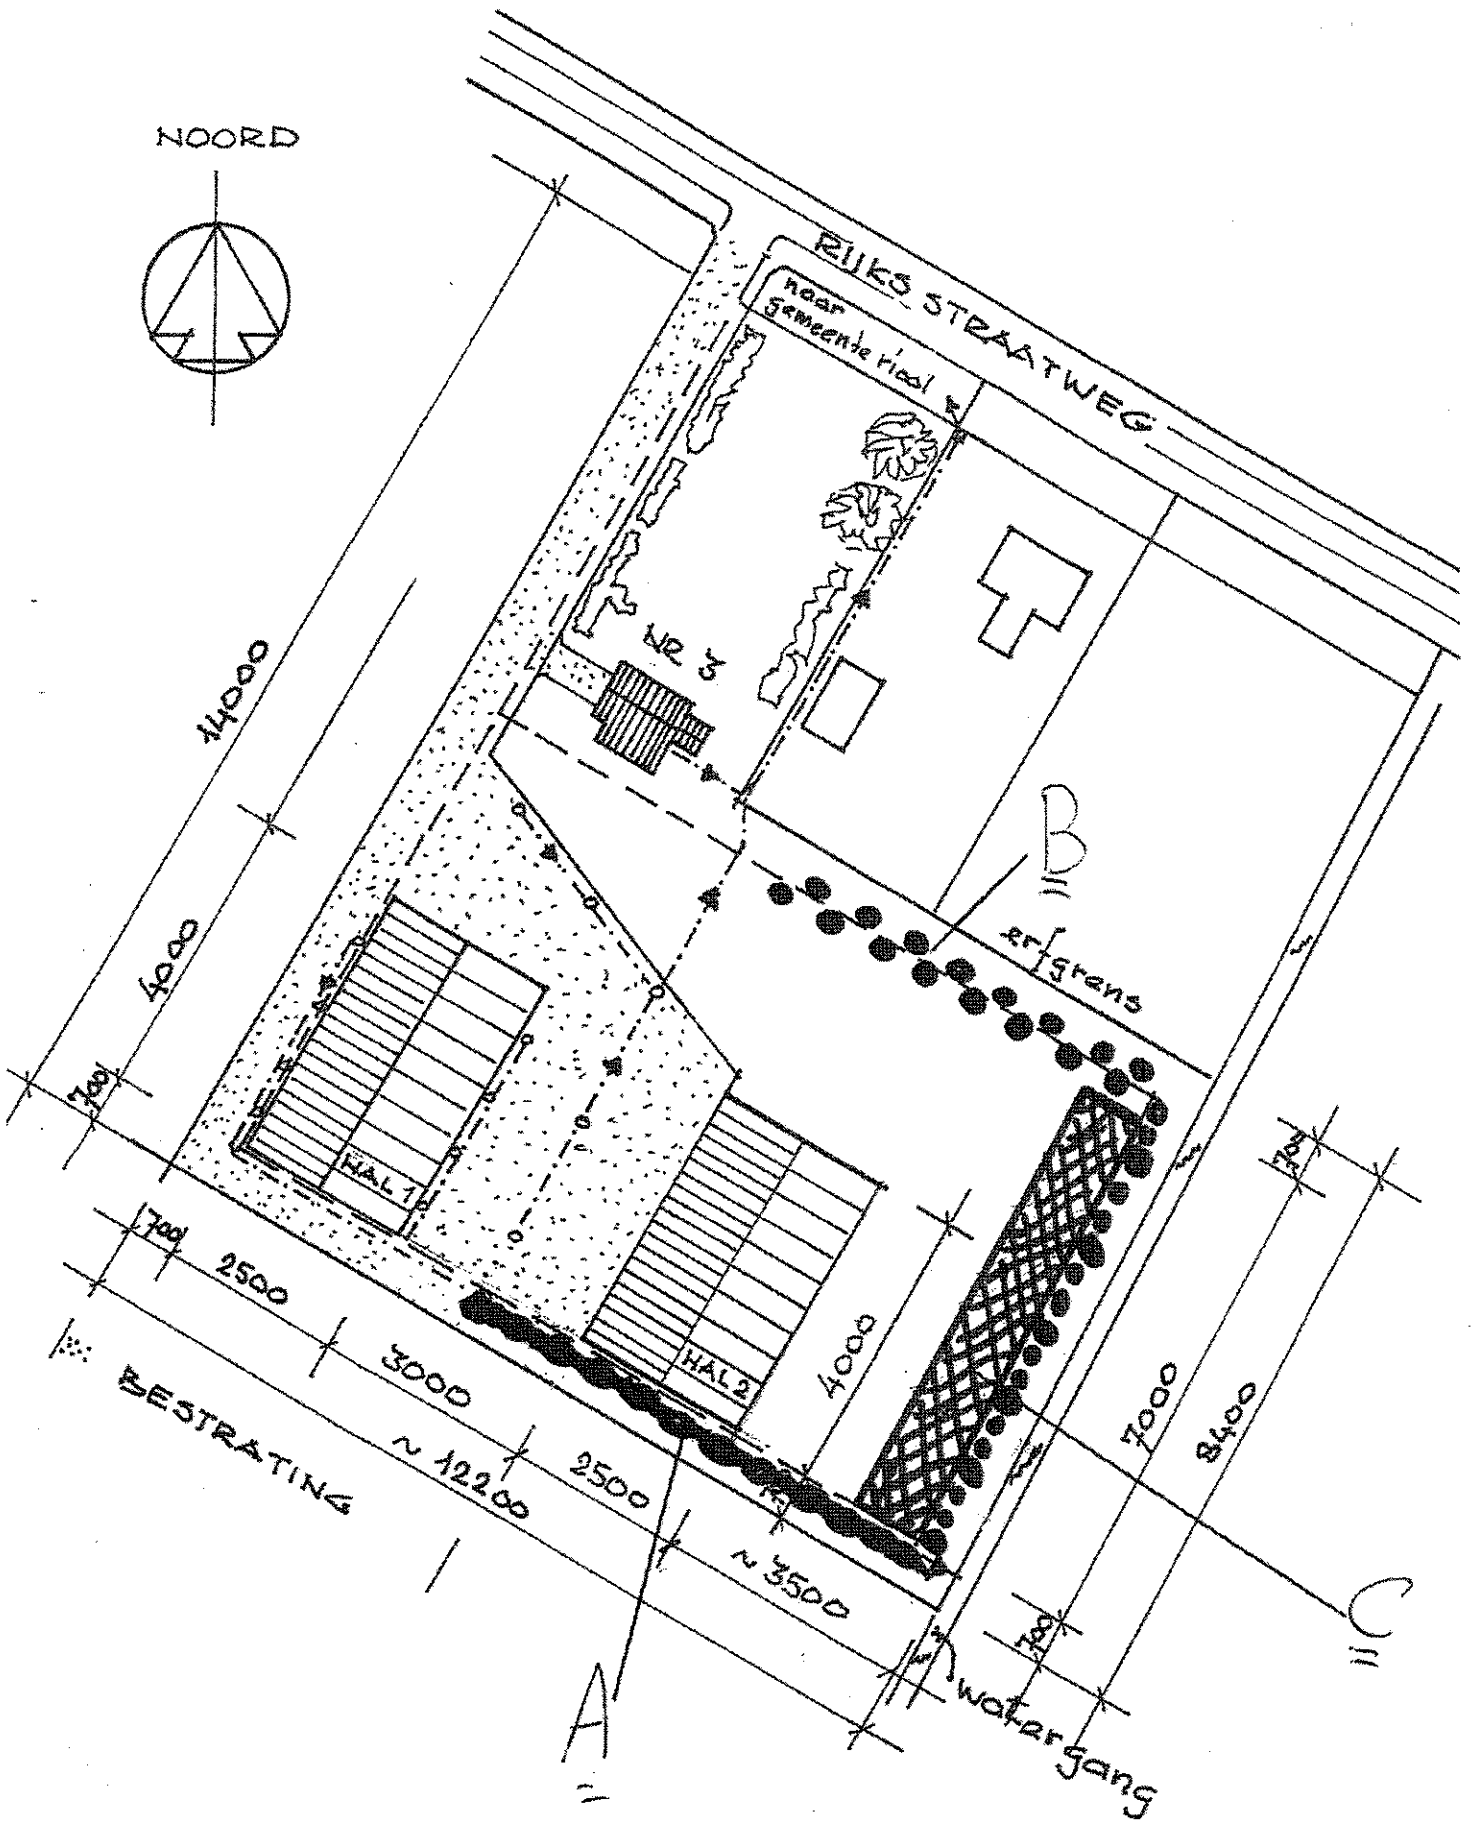 NOORD
RIJKS STRAATWEG
naar
gemeente riool
14000
NR 3
B
erfgrens
4000
700
HAL 1
HAL 2
700
2500
3000
2500
~ 3500
~ 12200
BESTRATING
4000
700
7000
8400
700
A
C
watergang